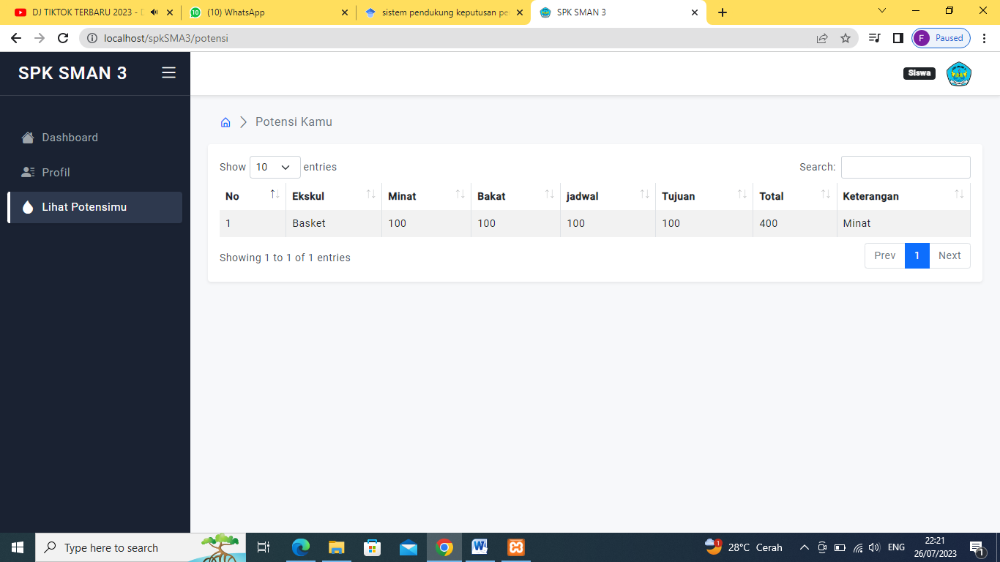 DJ TIKTOK TERBARU 2023 - D
(10) WhatsApp
sistem pendukung keputusan pe
SPK SMAN 3
localhost/spkSMA3/potensi
F Paused
SPK SMAN 3
Siswa
Dashboard
Profil
Lihat Potensimu
Potensi Kamu
Show 10 entries
Search:
No Ekskul Minat Bakat jadwal Tujuan Total Keterangan
1 Basket 100 100 100 100 400 Minat
Showing 1 to 1 of 1 entries
Prev 1 Next
Type here to search
1
28°C Cerah
ENG
22:21
26/07/2023
1